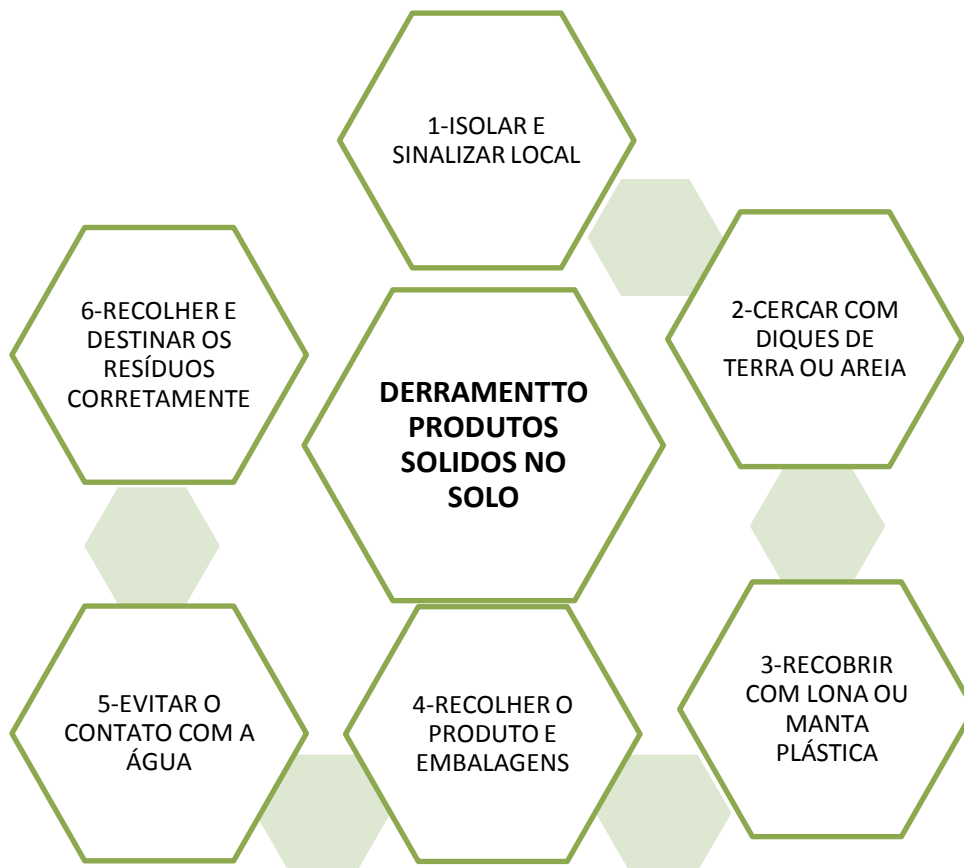 1-ISOLAR E
SINALIZAR LOCAL
2-CERCAR COM
DIQUES DE
TERRA OU AREIA
3-RECOBRIR
COM LONA OU
MANTA
PLÁSTICA
4-RECOLHER O
PRODUTO E
EMBALAGENS
5-EVITAR O
CONTATO COM A
ÁGUA
6-RECOLHER E
DESTINAR OS
RESÍDUOS
CORRETAMENTE
DERRAMENTTO
PRODUTOS
SOLIDOS NO
SOLO